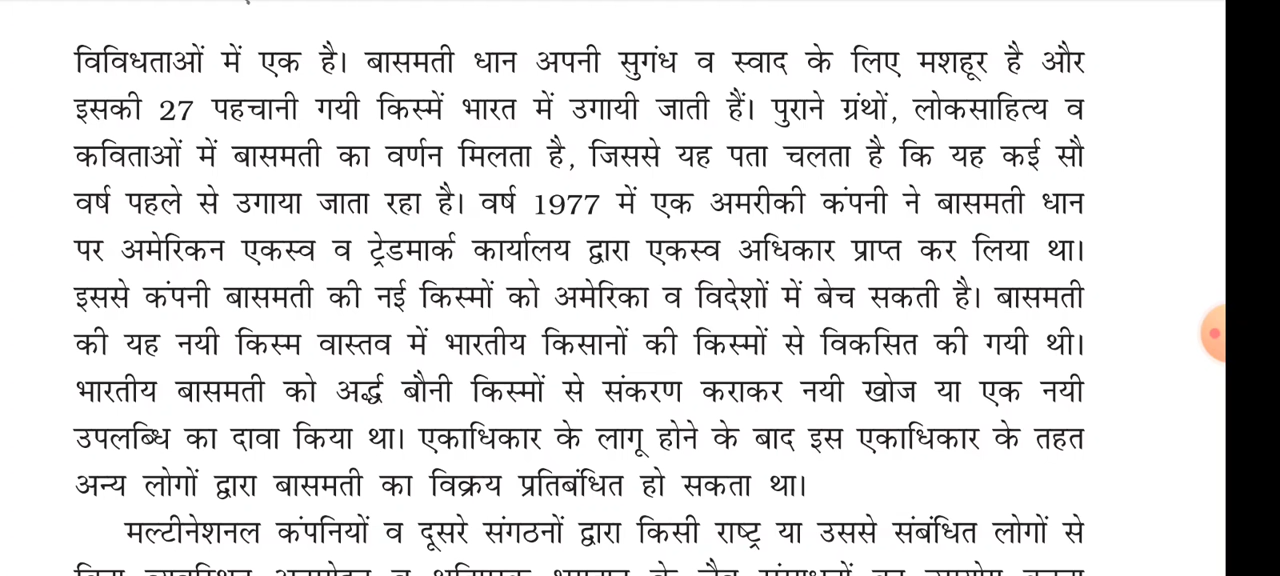 विविधताओं में एक है। बासमती धान अपनी सुगंध व स्वाद के लिए मशहूर है और
इसकी 27 पहचानी गयी किस्में भारत में उगायी जाती हैं। पुराने ग्रंथों, लोकसाहित्य व
कविताओं में बासमती का वर्णन मिलता है, जिससे यह पता चलता है कि यह कई सौ
वर्ष पहले से उगाया जाता रहा है। वर्ष 1977 में एक अमरीकी कंपनी ने बासमती धान
पर अमेरिकन एकस्व व ट्रेडमार्क कार्यालय द्वारा एकस्व अधिकार प्राप्त कर लिया था।
इससे कंपनी बासमती की नई किस्मों को अमेरिका व विदेशों में बेच सकती है। बासमती
की यह नयी किस्म वास्तव में भारतीय किसानों की किस्मों से विकसित की गयी थी।
भारतीय बासमती को अर्द्ध बौनी किस्मों से संकरण कराकर नयी खोज या एक नयी
उपलब्धि का दावा किया था। एकाधिकार के लागू होने के बाद इस एकाधिकार के तहत
अन्य लोगों द्वारा बासमती का विक्रय प्रतिबंधित हो सकता था।
मल्टीनेशनल कंपनियों व दूसरे संगठनों द्वारा किसी राष्ट्र या उससे संबंधित लोगों से